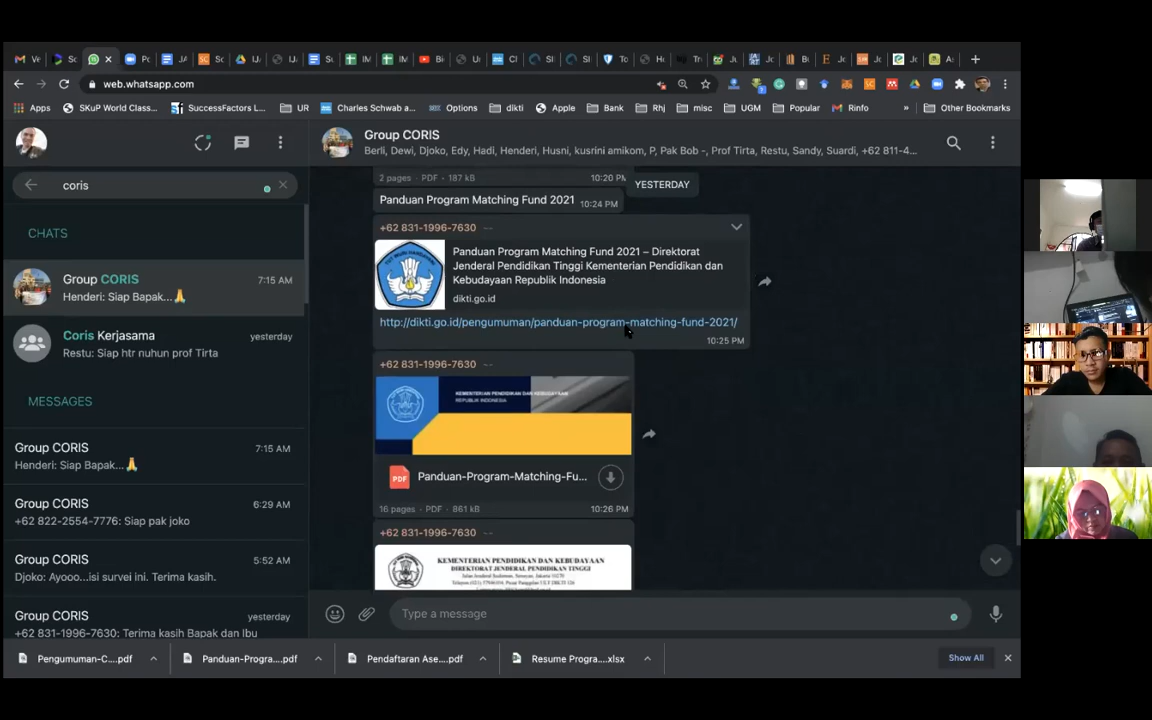 web.whatsapp.com
Apps
SKuP World Class...
SuccessFactors L...
UR
Charles Schwab a...
Options
dikti
Apple
Bank
Rhj
misc
UGM
Popular
Rinfo
»
Other Bookmarks
coris
CHATS
Group CORIS
7:15 AM
Henderi: Siap Bapak...🙏
Coris Kerjasama
yesterday
Restu: Siap htr nuhun prof Tirta
MESSAGES
Group CORIS
7:15 AM
Henderi: Siap Bapak...🙏
Group CORIS
6:29 AM
+62 822-2554-7776: Siap pak joko
Group CORIS
5:52 AM
Djoko: Ayooo...isi survei ini. Terima kasih.
Group CORIS
yesterday
+62 831-1996-7630: Terima kasih Bapak dan Ibu
Group CORIS
Berli, Dewi, Djoko, Edy, Hadi, Henderi, Husni, kusrini amikom, P, Pak Bob -, Prof Tirta, Restu, Sandy, Suardi, +62 811-4...
2 pages · PDF · 187 kB
10:20 PM
YESTERDAY
Panduan Program Matching Fund 2021
10:24 PM
+62 831-1996-7630
Panduan Program Matching Fund 2021 – Direktorat
Jenderal Pendidikan Tinggi Kementerian Pendidikan dan
Kebudayaan Republik Indonesia
dikti.go.id
http://dikti.go.id/pengumuman/panduan-program-matching-fund-2021/
10:25 PM
+62 831-1996-7630
KEMENTERIAN PENDIDIKAN DAN KEBUDAYAAN
REPUBLIK INDONESIA
PDF
Panduan-Program-Matching-Fu...
16 pages · PDF · 861 kB
10:26 PM
+62 831-1996-7630
KEMENTERIAN PENDIDIKAN DAN KEBUDAYAAN
DIREKTORAT JENDERAL PENDIDIKAN TINGGI
Type a message
Pengumuman-C....pdf
Panduan-Progra....pdf
Pendaftaran Ase....pdf
Resume Progra....xlsx
Show All